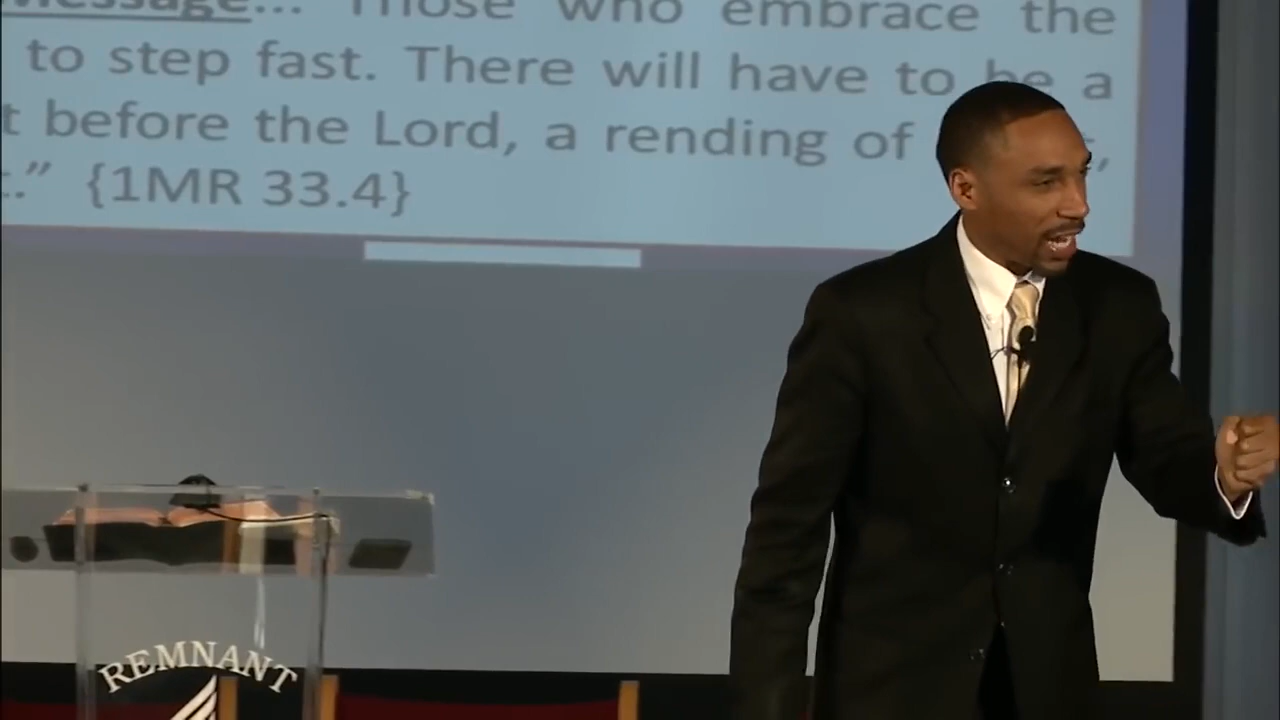 Message... Those who embrace the
to step fast. There will have to be a
t before the Lord, a rending of
.” {1MR 33.4}
REMNANT